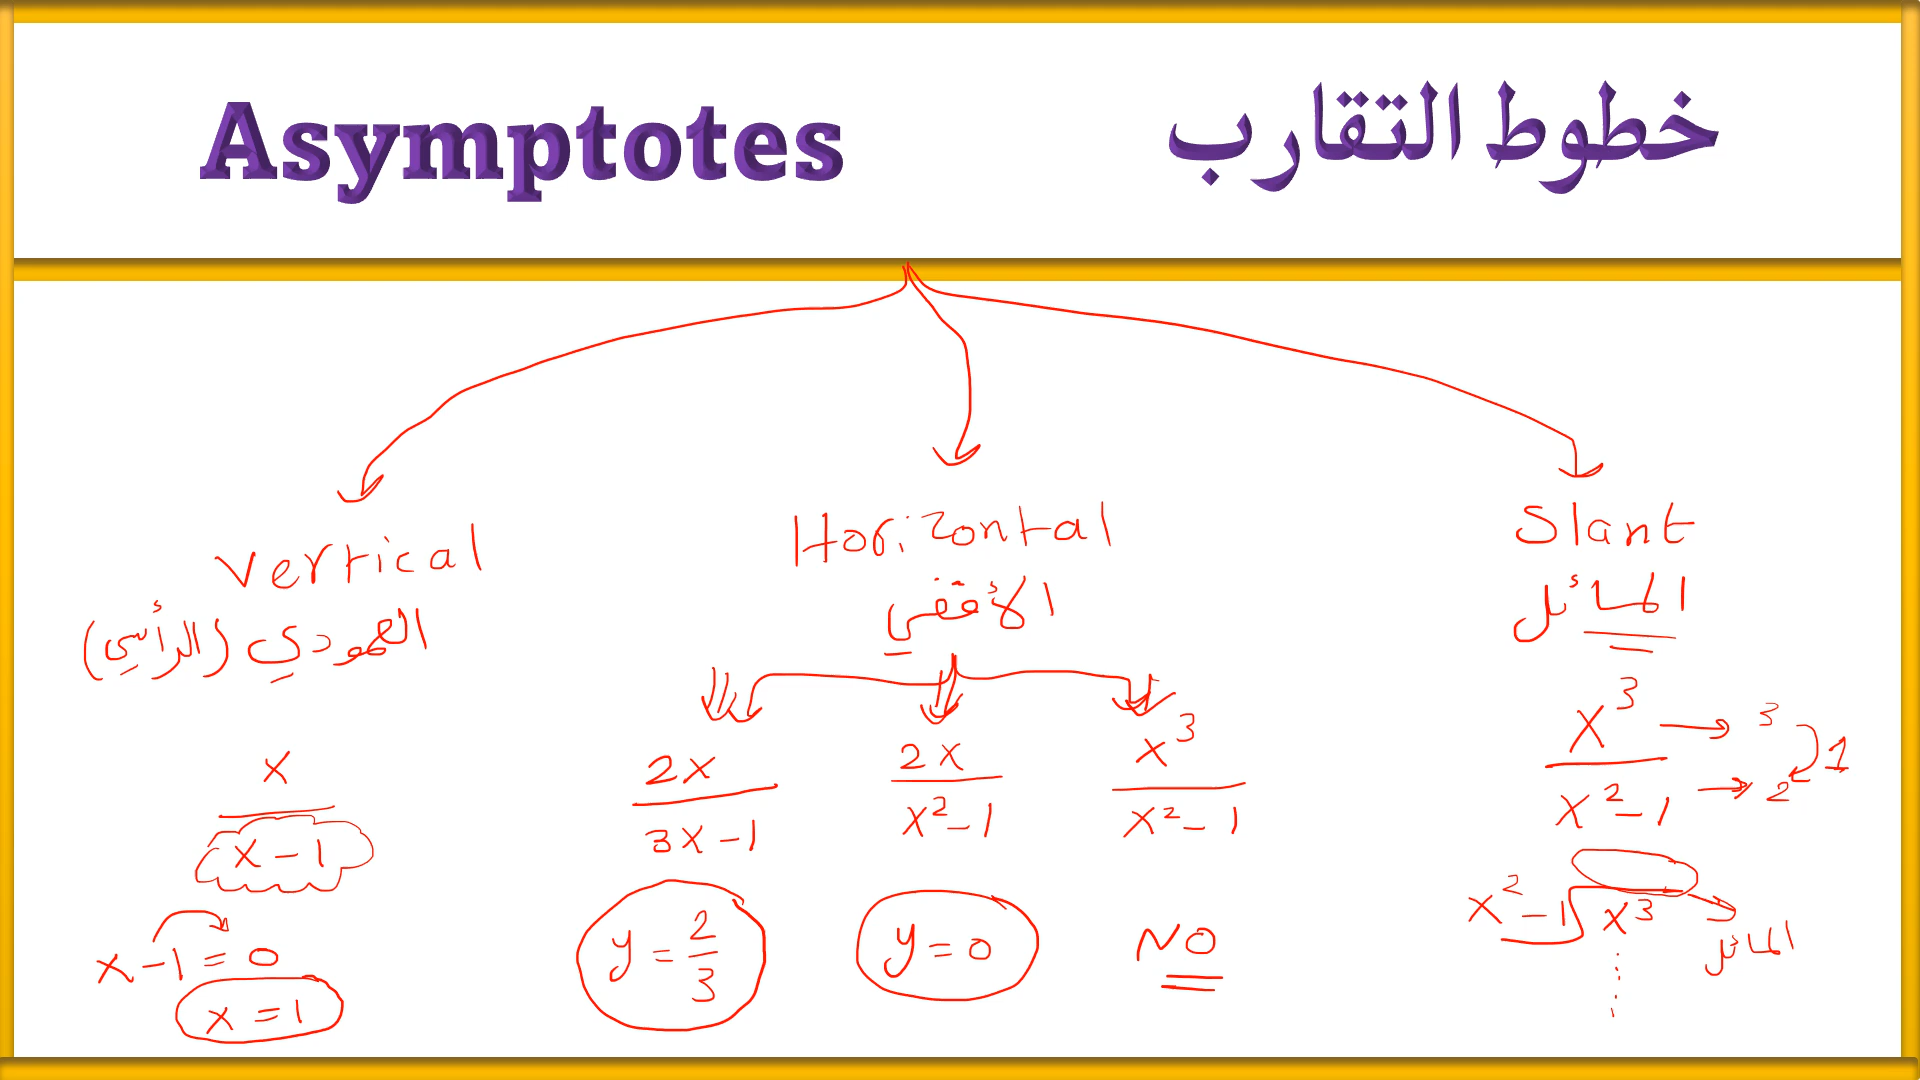 Asymptotes خطوط التقارب
Vertical
العمودي (الرأسي)
x
x - 1
x - 1 = 0
x = 1
Horizontal
الأفقي
2x
3x - 1
y = 2/3
2x
x² - 1
y = 0
x³
x² - 1
NO
Slant
المائل
x³ → 3
x² - 1 → 2
1
x² - 1 x³
المائل